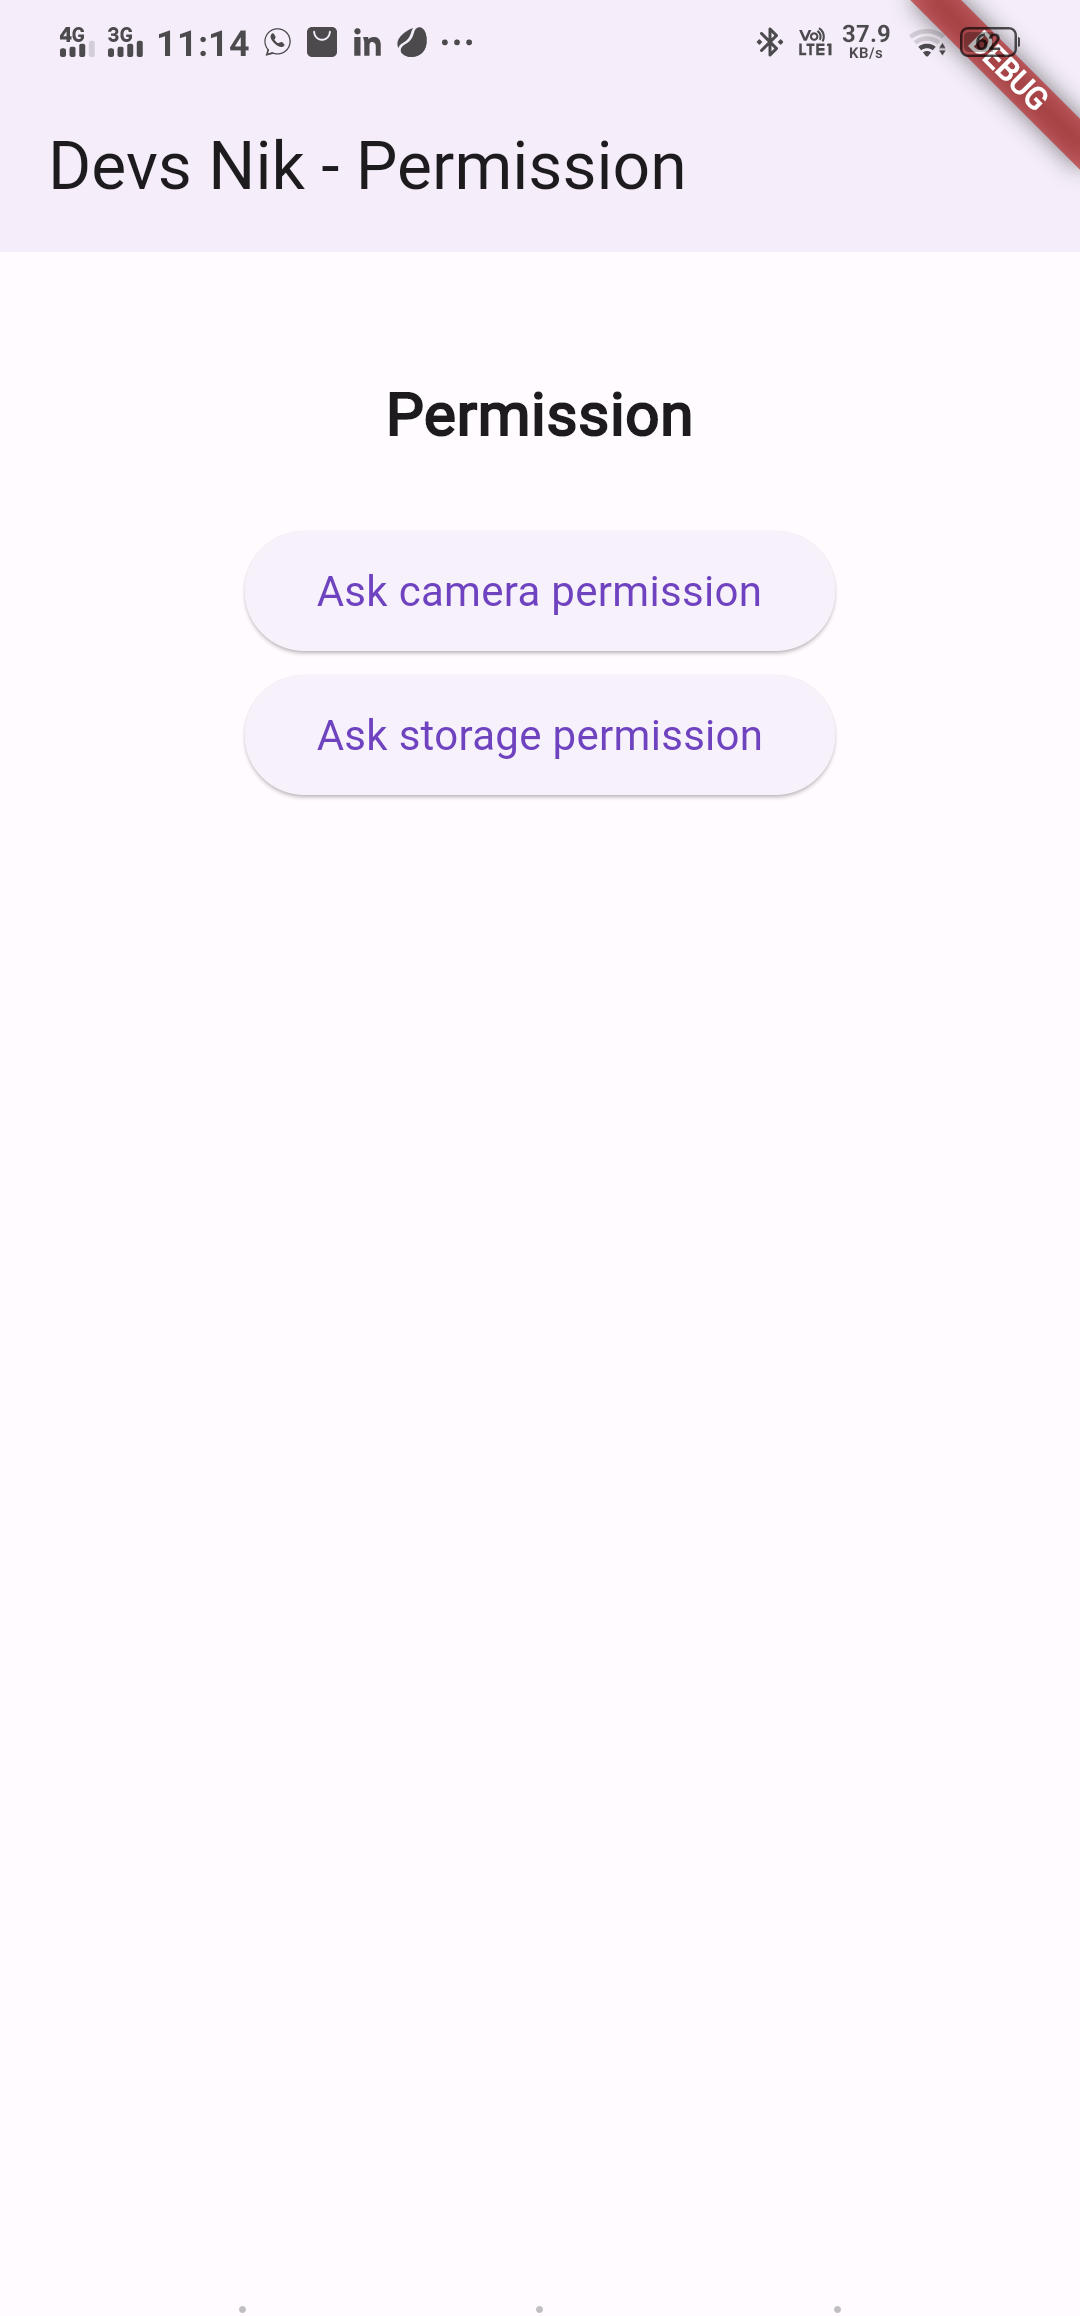 4G 3G 11:14 in ... Vo) LTE1 37.9 KB/s 62
DEBUG
Devs Nik - Permission
Permission
Ask camera permission
Ask storage permission